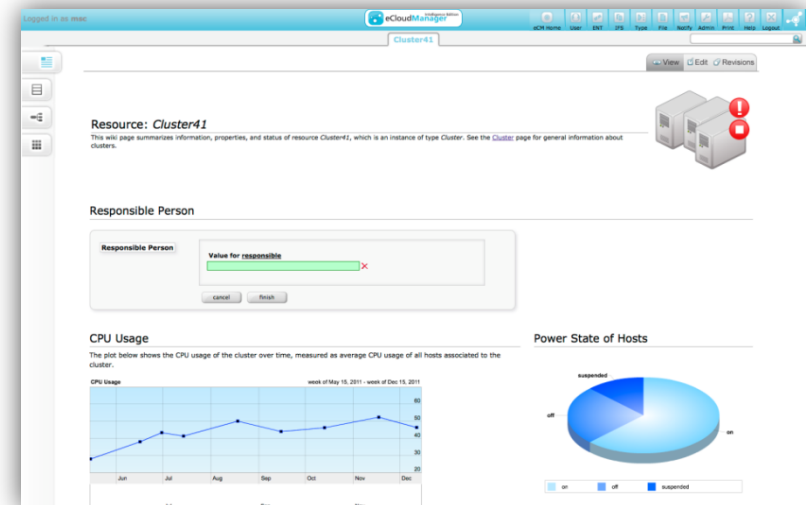 Logged in as max
eCloudManager Intelligence Edition
eCM Home User ENT IFS Type File Notify Admin Print Help Logout
Cluster41
View Edit Revisions
Resource: Cluster41
This wiki page summarizes information, properties, and status of resource Cluster41, which is an instance of type Cluster. See the Cluster page for general information about
clusters.
Responsible Person
Responsible Person
Value for responsible
cancel finish
CPU Usage
Power State of Hosts
The plot below shows the CPU usage of the cluster over time, measured as average CPU usage of all hosts associated to the
cluster.
CPU Usage week of May 15, 2011 - week of Dec 15, 2011
60
50
40
30
20
Jun Jul Aug Sep Oct Nov Dec
suspended
off
on
on off suspended